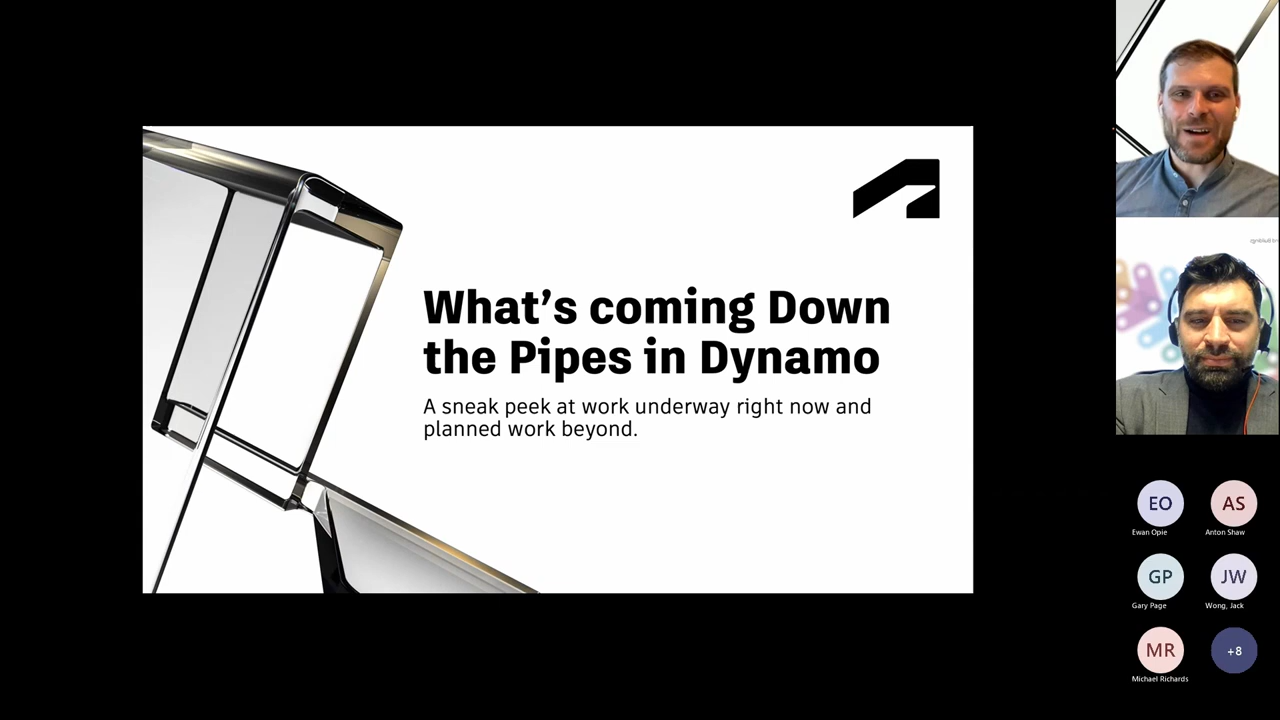 What's coming Down
the Pipes in Dynamo
A sneak peek at work underway right now and
planned work beyond.
EO
AS
Ewan Opie
Anton Shaw
GP
JW
Gary Page
Wong, Jack
MR
+8
Michael Richards